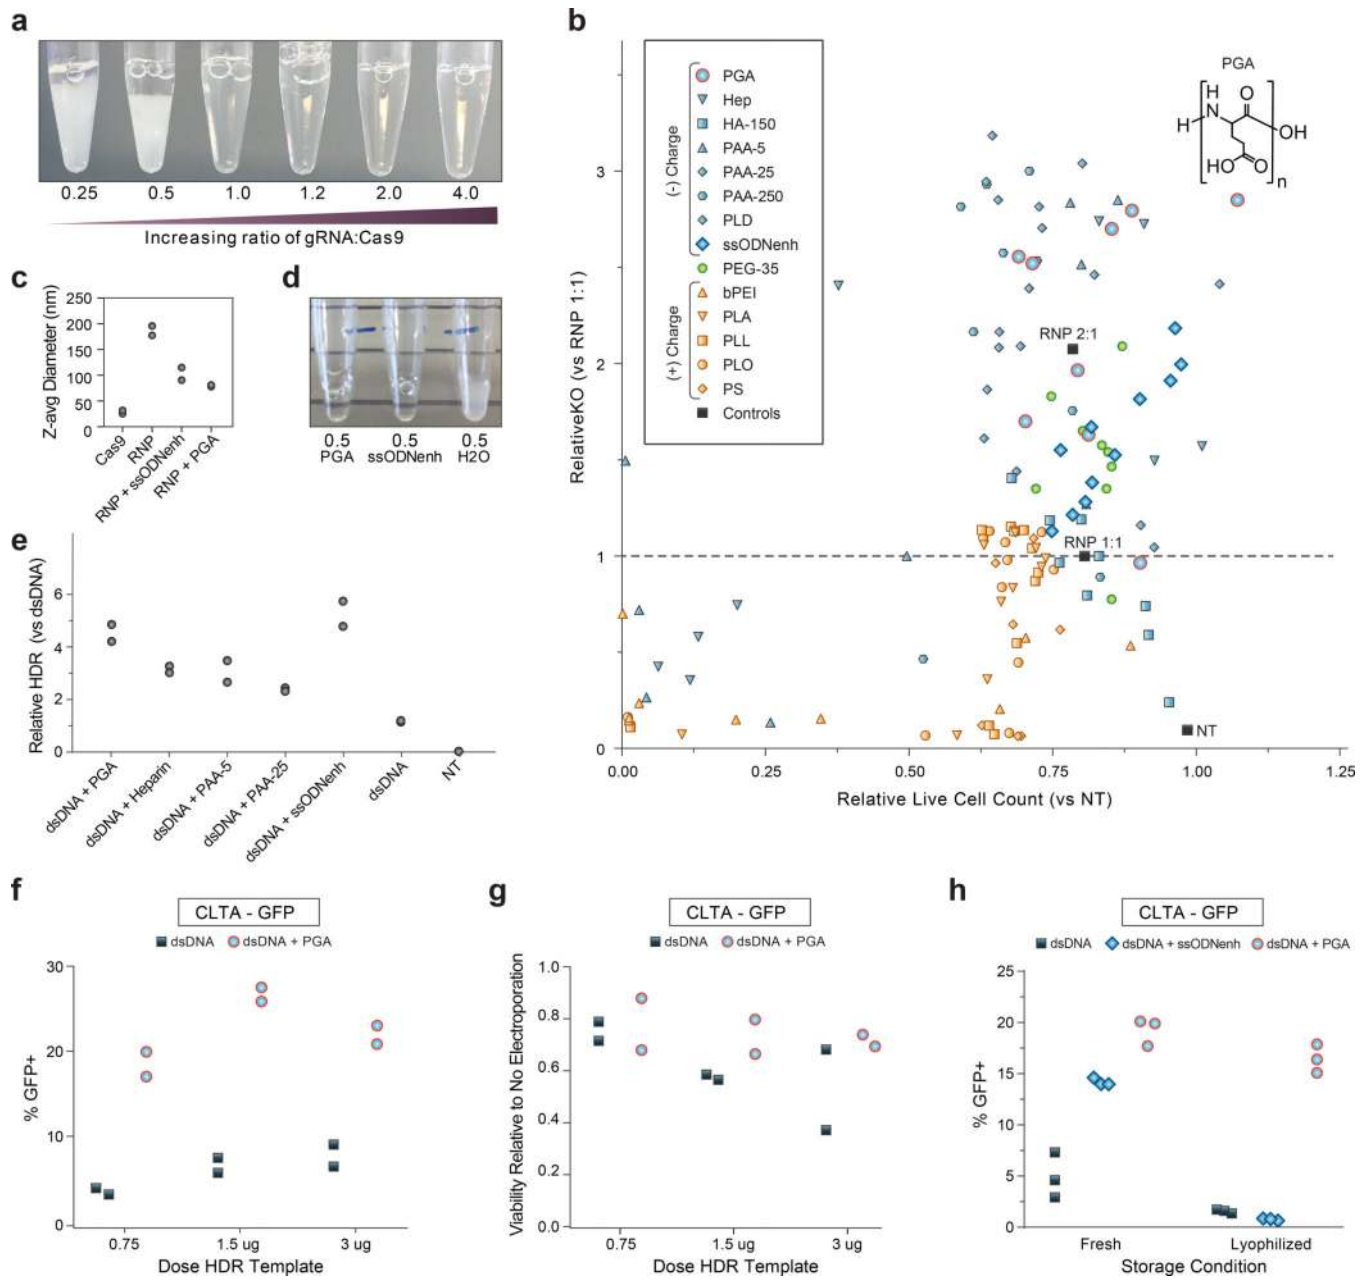 a
0.25 0.5 1.0 1.2 2.0 4.0
Increasing ratio of gRNA:Cas9
b
RelativeKO (vs RNP 1:1)
3
2
1
0
0.00 0.25 0.50 0.75 1.00 1.25
Relative Live Cell Count (vs NT)
(-) Charge
PGA
Hep
HA-150
PAA-5
PAA-25
PAA-250
PLD
ssODNenh
PEG-35
(+) Charge
bPEI
PLA
PLL
PLO
PS
Controls
RNP 2:1
RNP 1:1
NT
PGA
H
N
O
H
OH
HO
O
n
c
Z-avg Diameter (nm)
250
200
150
100
50
0
Cas9
RNP
RNP + ssODNenh
RNP + PGA
d
0.5 0.5 0.5
PGA ssODNenh H2O
e
Relative HDR (vs dsDNA)
6
4
2
0
dsDNA + PGA
dsDNA + Heparin
dsDNA + PAA-5
dsDNA + PAA-25
dsDNA + ssODNenh
dsDNA
NT
f
CLTA - GFP
dsDNA dsDNA + PGA
% GFP+
30
20
10
0
0.75 1.5 ug 3 ug
Dose HDR Template
g
CLTA - GFP
dsDNA dsDNA + PGA
Viability Relative to No Electroporation
1.0
0.8
0.6
0.4
0.2
0.0
0.75 1.5 ug 3 ug
Dose HDR Template
h
CLTA - GFP
dsDNA dsDNA + ssODNenh dsDNA + PGA
% GFP+
25
20
15
10
5
0
Fresh Lyophilized
Storage Condition